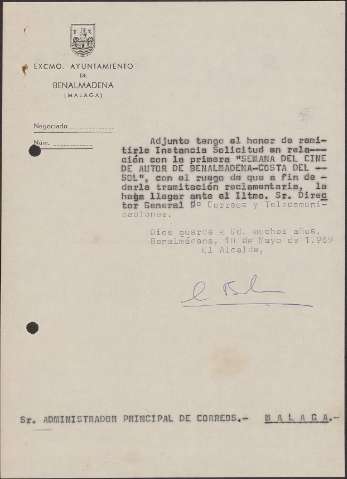 EXCMO. AYUNTAMIENTO
DE
BENALMADENA
(MALAGA)
Negociado
Núm.
Adjunto tengo el honor de remi-
tirle Instancia Solicitud en rela-
ción con la primera "SEMANA DEL CINE
DE AUTOR DE BENALMADENA-COSTA DEL
SOL", con el ruego de que a fin de -
darle tramitación reclamentaria, la
haga llegar ante el Iltmo. Sr. Direc
tor General De Correos y Telecomuni-
caciones.
Dios guarde a Vd. muchos años.
Benalmádena, 10 de Mayo de 1.969
El Alcalde,
Sr. ADMINISTRADOR PRINCIPAL DE CORREOS.- M A L A G A.-